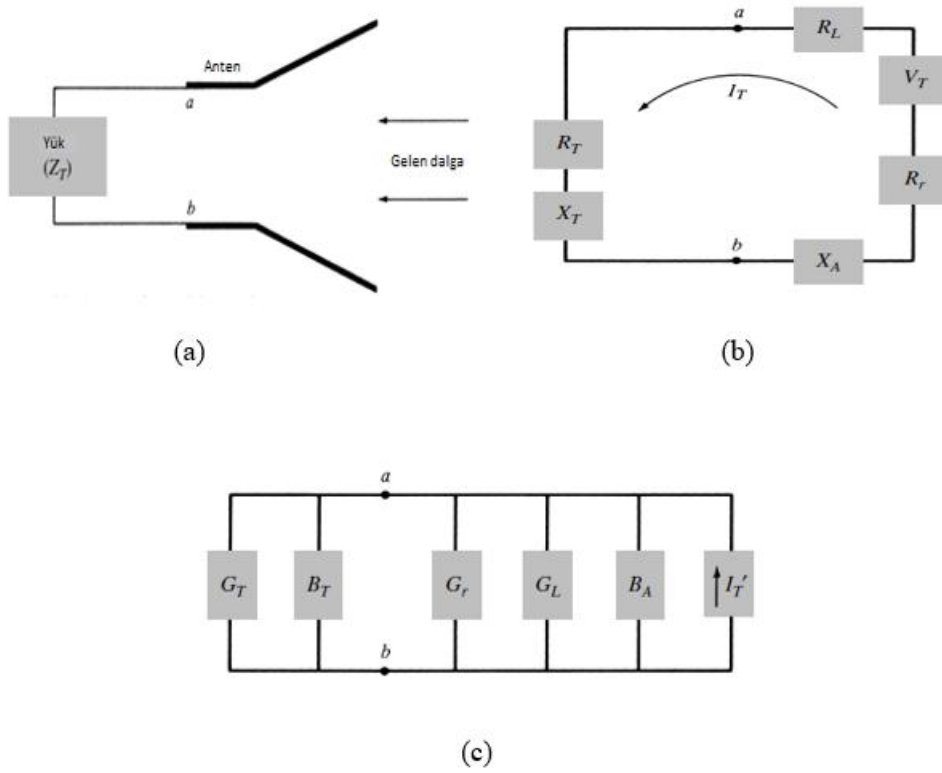 Anten
a
Yük
(Z_T)
b
Gelen dalga
a
R_L
V_T
I_T
R_T
R_r
X_T
b
X_A
(a)
(b)
a
G_T
B_T
G_r
G_L
B_A
I_T'
b
(c)